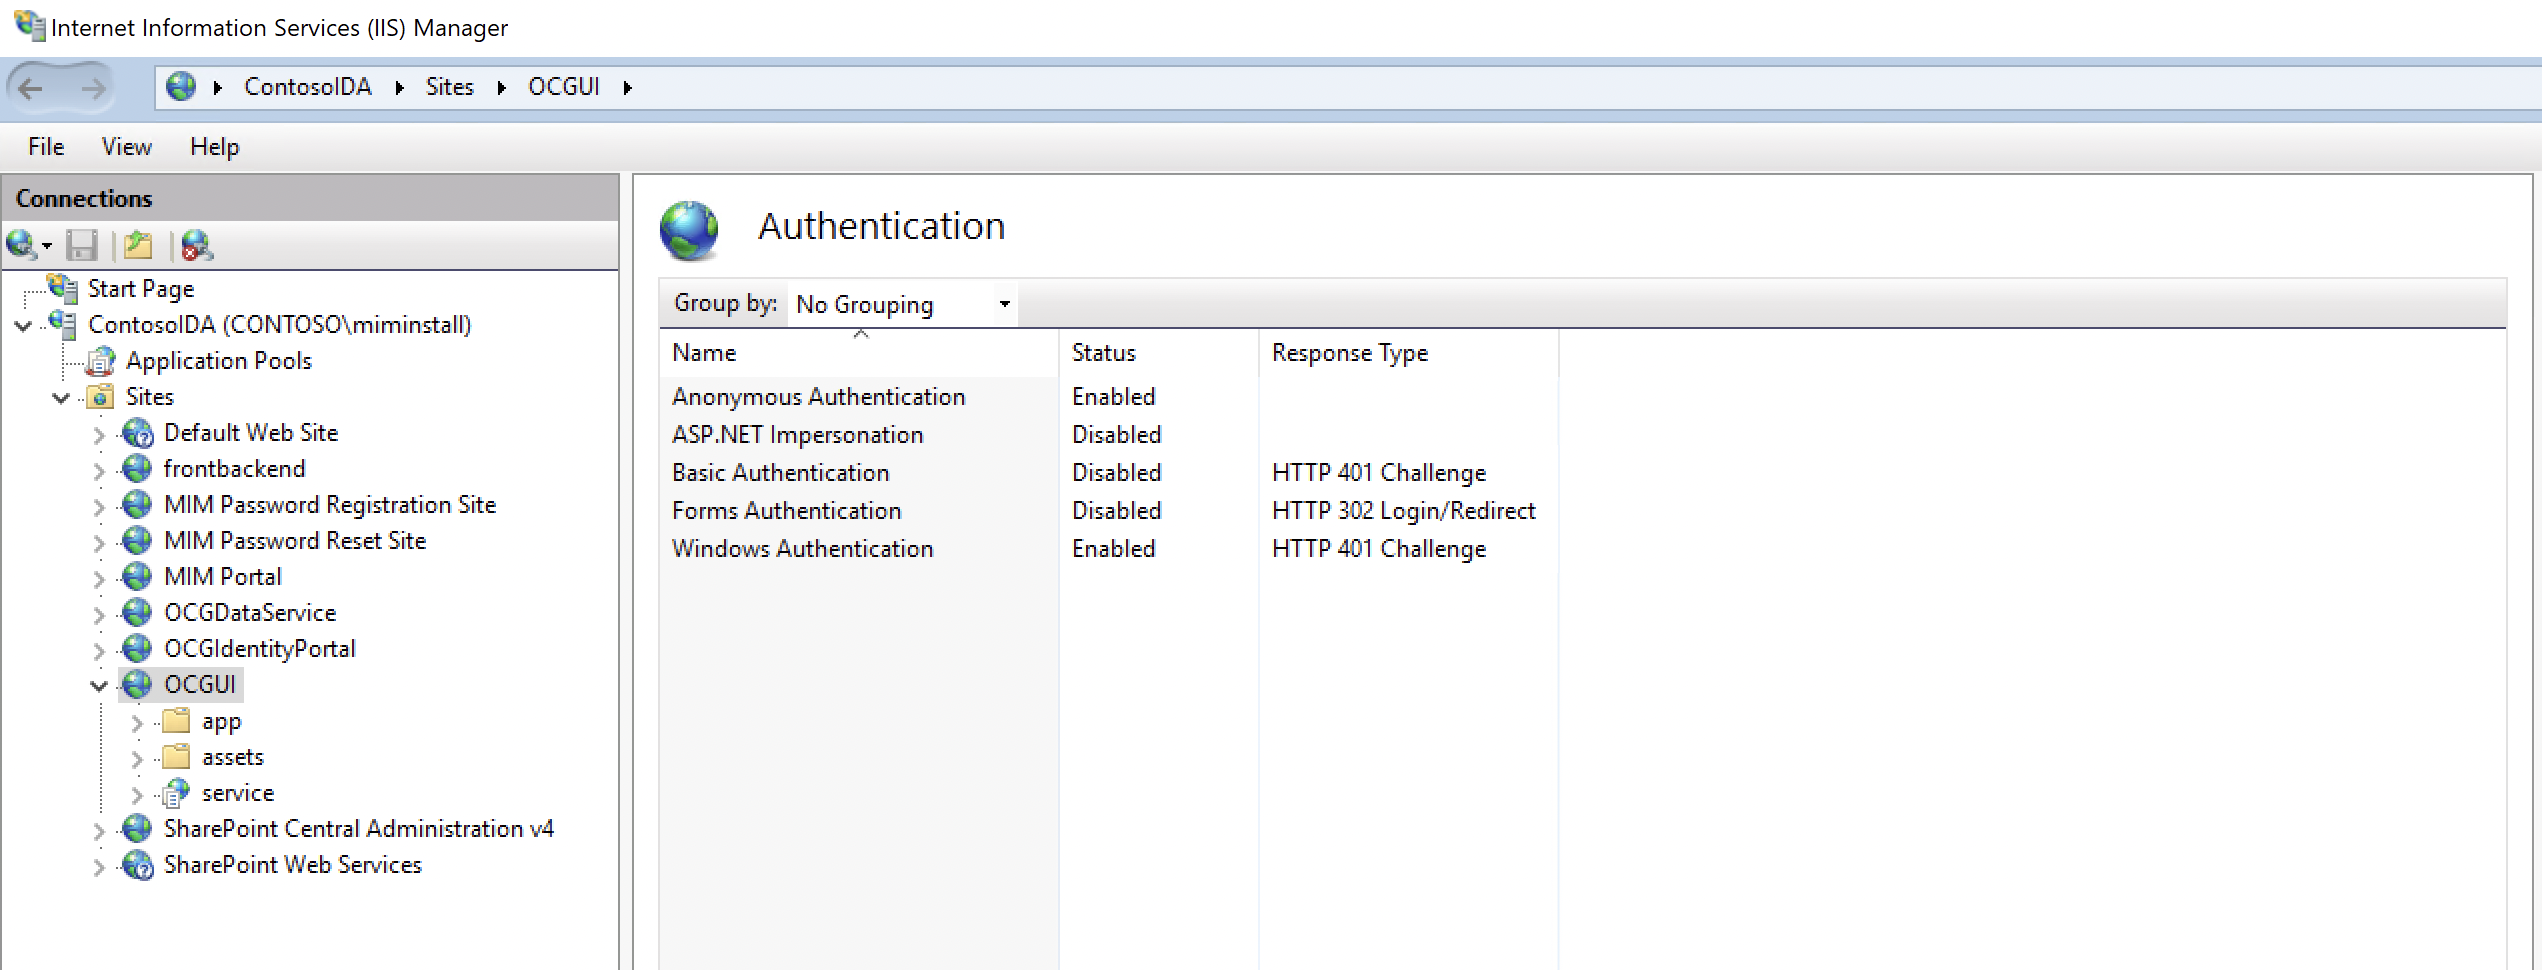 Internet Information Services (IIS) Manager
ContosoIDA Sites OCGUI
File View Help
Connections
Start Page
ContosoIDA (CONTOSO\miminstall)
Application Pools
Sites
Default Web Site
frontbackend
MIM Password Registration Site
MIM Password Reset Site
MIM Portal
OCGDataService
OCGIdentityPortal
OCGUI
app
assets
service
SharePoint Central Administration v4
SharePoint Web Services
Authentication
Group by: No Grouping
Name Status Response Type
Anonymous Authentication Enabled
ASP.NET Impersonation Disabled
Basic Authentication Disabled HTTP 401 Challenge
Forms Authentication Disabled HTTP 302 Login/Redirect
Windows Authentication Enabled HTTP 401 Challenge